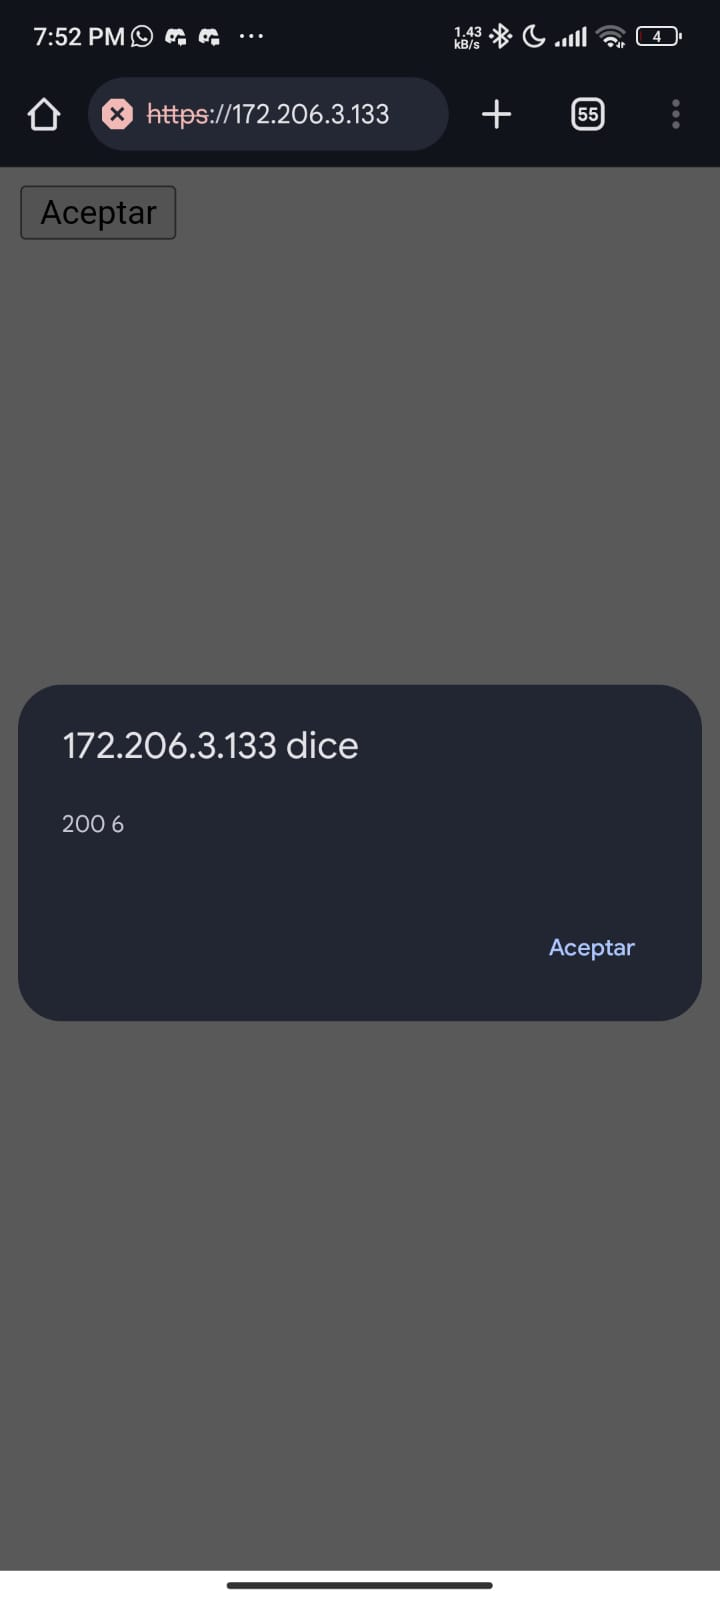 7:52 PM
1.43
kB/s
4
https://172.206.3.133
55
Aceptar
172.206.3.133 dice
200 6
Aceptar